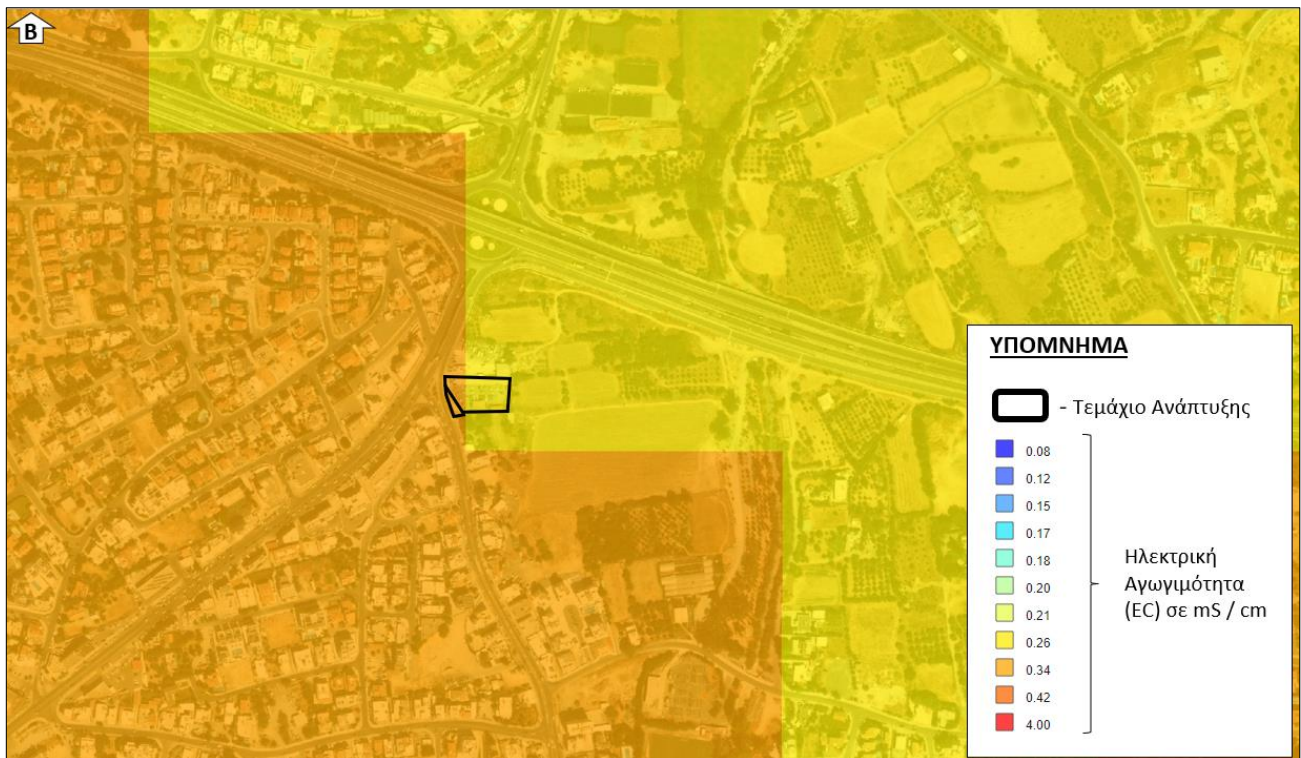 B
ΥΠΟΜΝΗΜΑ
- Τεμάχιο Ανάπτυξης
0.08
0.12
0.15
0.17
0.18
0.20
0.21
0.26
0.34
0.42
4.00
Ηλεκτρική
Αγωγιμότητα
(EC) σε mS / cm